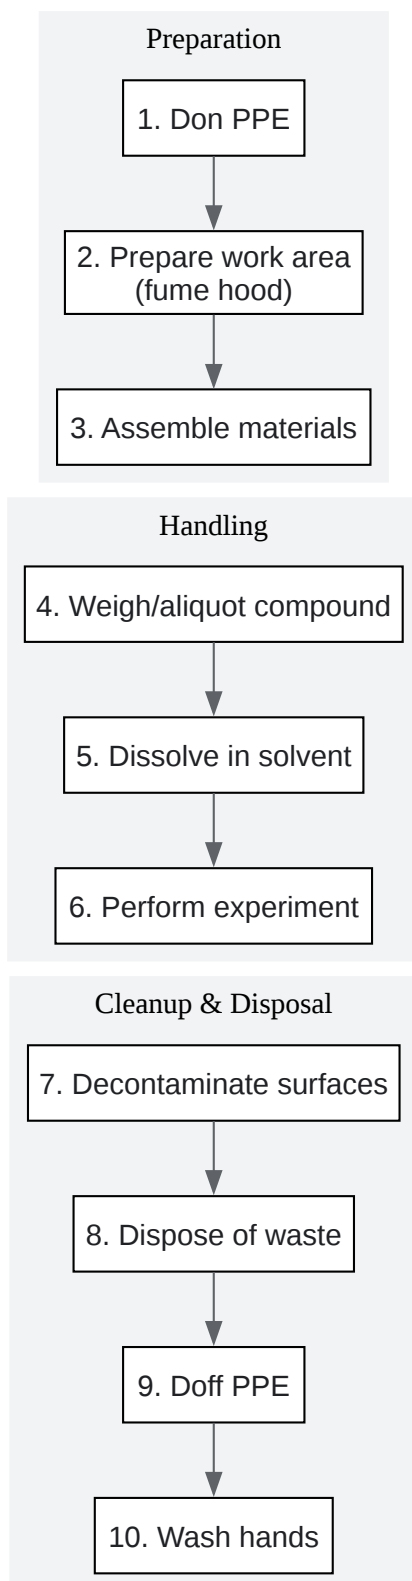 Preparation
1. Don PPE
2. Prepare work area
(fume hood)
3. Assemble materials
Handling
4. Weigh/aliquot compound
5. Dissolve in solvent
6. Perform experiment
Cleanup & Disposal
7. Decontaminate surfaces
8. Dispose of waste
9. Doff PPE
10. Wash hands